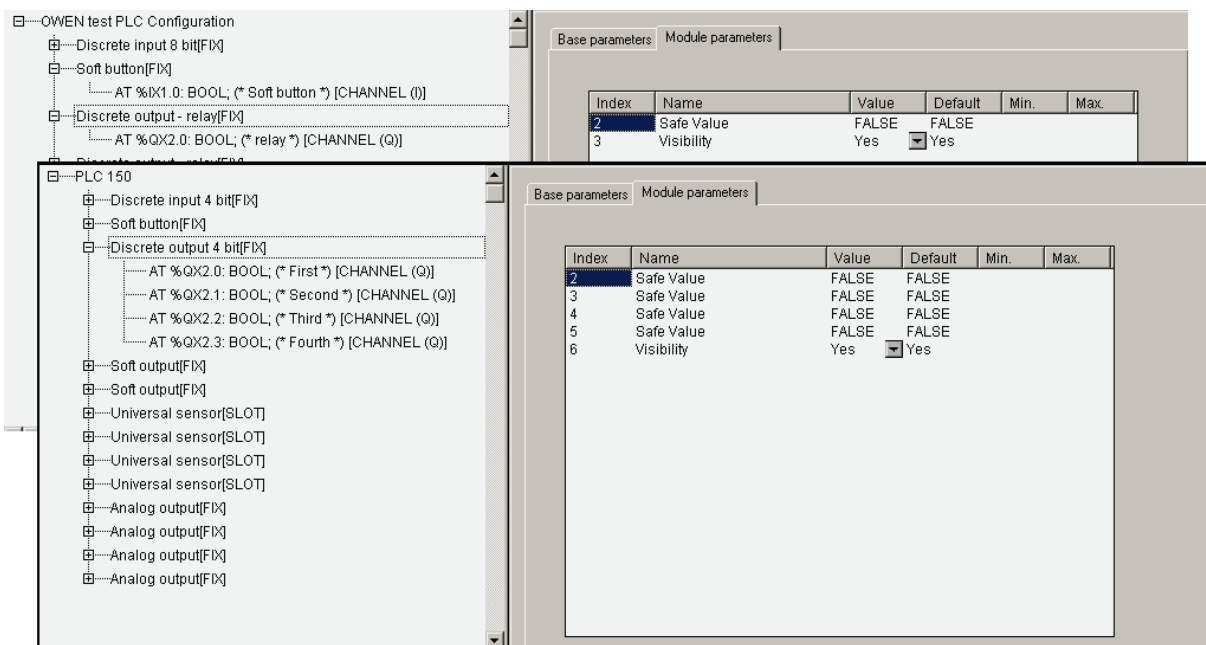 OWEN test PLC Configuration
Discrete input 8 bit[FIX]
Soft button[FIX]
AT %IX1.0: BOOL; (* Soft button *) [CHANNEL (I)]
Discrete output - relay[FIX]
AT %QX2.0: BOOL; (* relay *) [CHANNEL (Q)]
Discrete output - relay[FIX]
Base parameters Module parameters
Index Name Value Default Min. Max.
2 Safe Value FALSE FALSE
3 Visibility Yes Yes
PLC 150
Discrete input 4 bit[FIX]
Soft button[FIX]
Discrete output 4 bit[FIX]
AT %QX2.0: BOOL; (* First *) [CHANNEL (Q)]
AT %QX2.1: BOOL; (* Second *) [CHANNEL (Q)]
AT %QX2.2: BOOL; (* Third *) [CHANNEL (Q)]
AT %QX2.3: BOOL; (* Fourth *) [CHANNEL (Q)]
Soft output[FIX]
Soft output[FIX]
Universal sensor[SLOT]
Universal sensor[SLOT]
Universal sensor[SLOT]
Universal sensor[SLOT]
Analog output[FIX]
Analog output[FIX]
Analog output[FIX]
Analog output[FIX]
Base parameters Module parameters
Index Name Value Default Min. Max.
2 Safe Value FALSE FALSE
3 Safe Value FALSE FALSE
4 Safe Value FALSE FALSE
5 Safe Value FALSE FALSE
6 Visibility Yes Yes